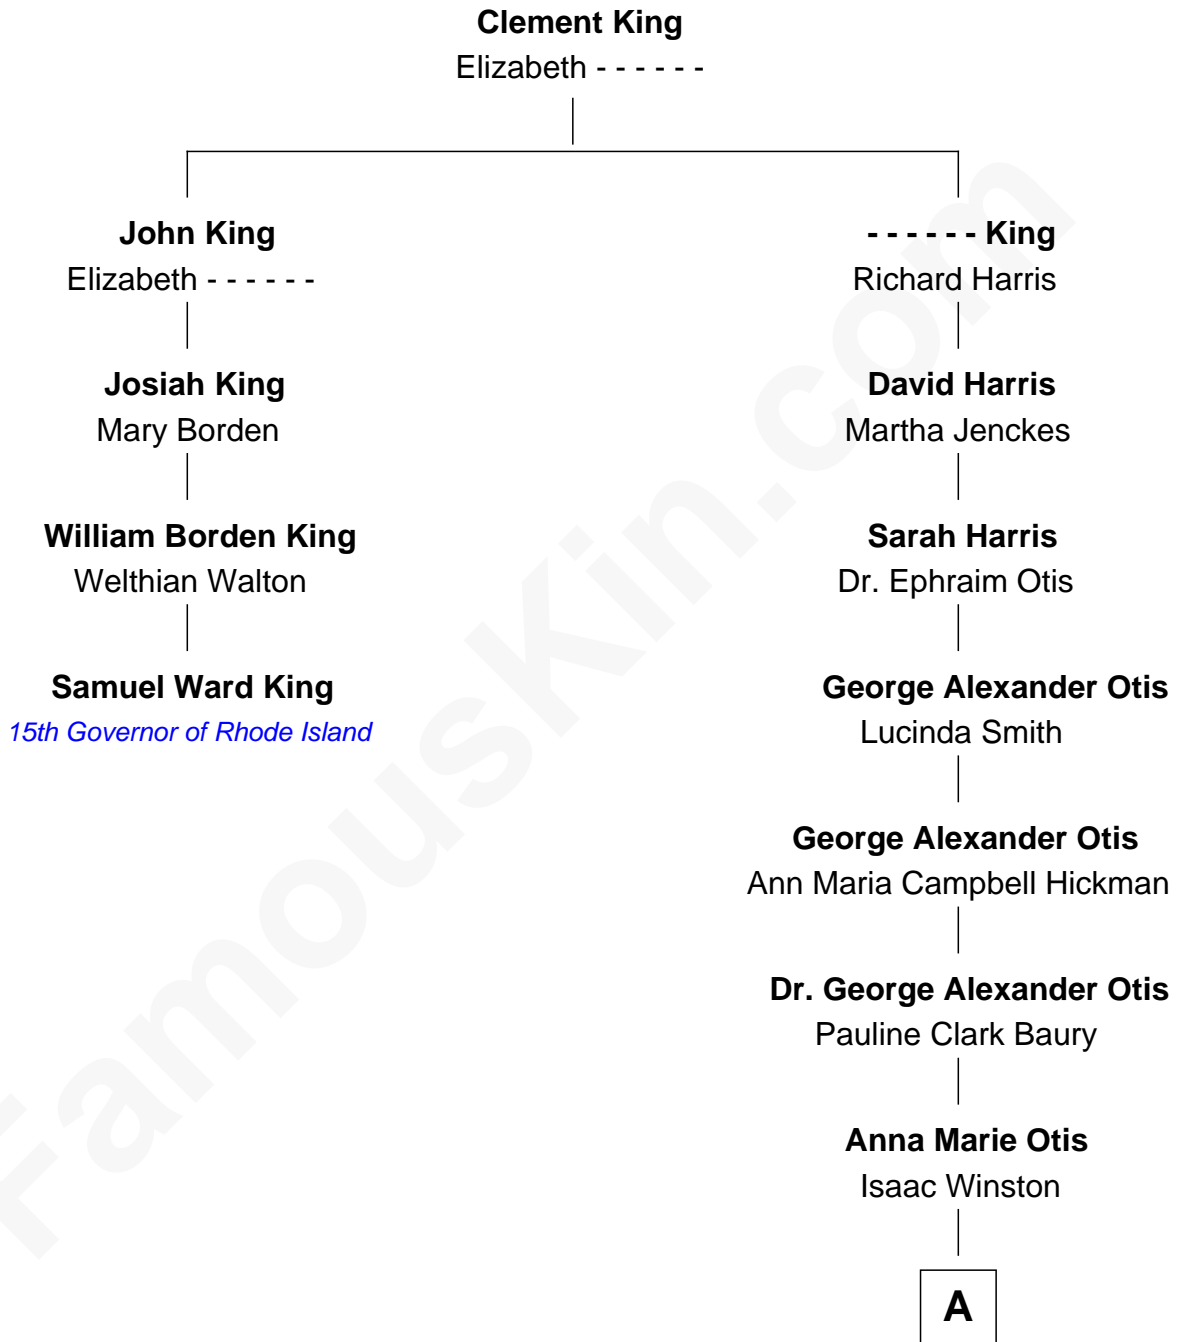 Clement King
Elizabeth - - - - - -
John King
Elizabeth - - - - - -
Josiah King
Mary Borden
William Borden King
Welthian Walton
Samuel Ward King
15th Governor of Rhode Island
- - - - - - King
Richard Harris
David Harris
Martha Jenckes
Sarah Harris
Dr. Ephraim Otis
George Alexander Otis
Lucinda Smith
George Alexander Otis
Ann Maria Campbell Hickman
Dr. George Alexander Otis
Pauline Clark Baury
Anna Marie Otis
Isaac Winston
A
FamousKin.com